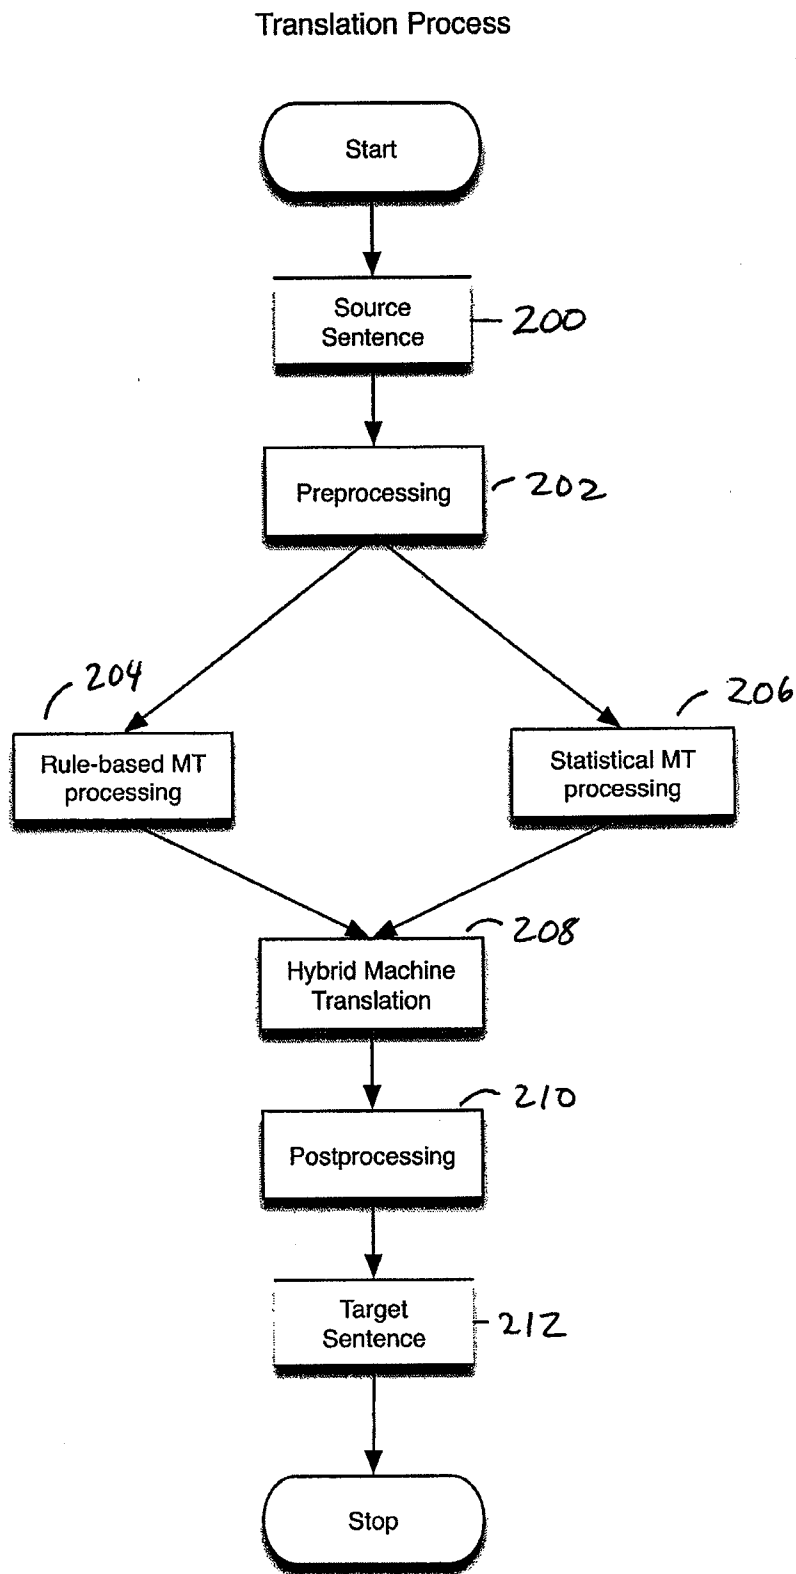 Translation Process
Start
Source
Sentence
200
Preprocessing
202
204
206
Rule-based MT
processing
Statistical MT
processing
208
Hybrid Machine
Translation
210
Postprocessing
Target
Sentence
212
Stop